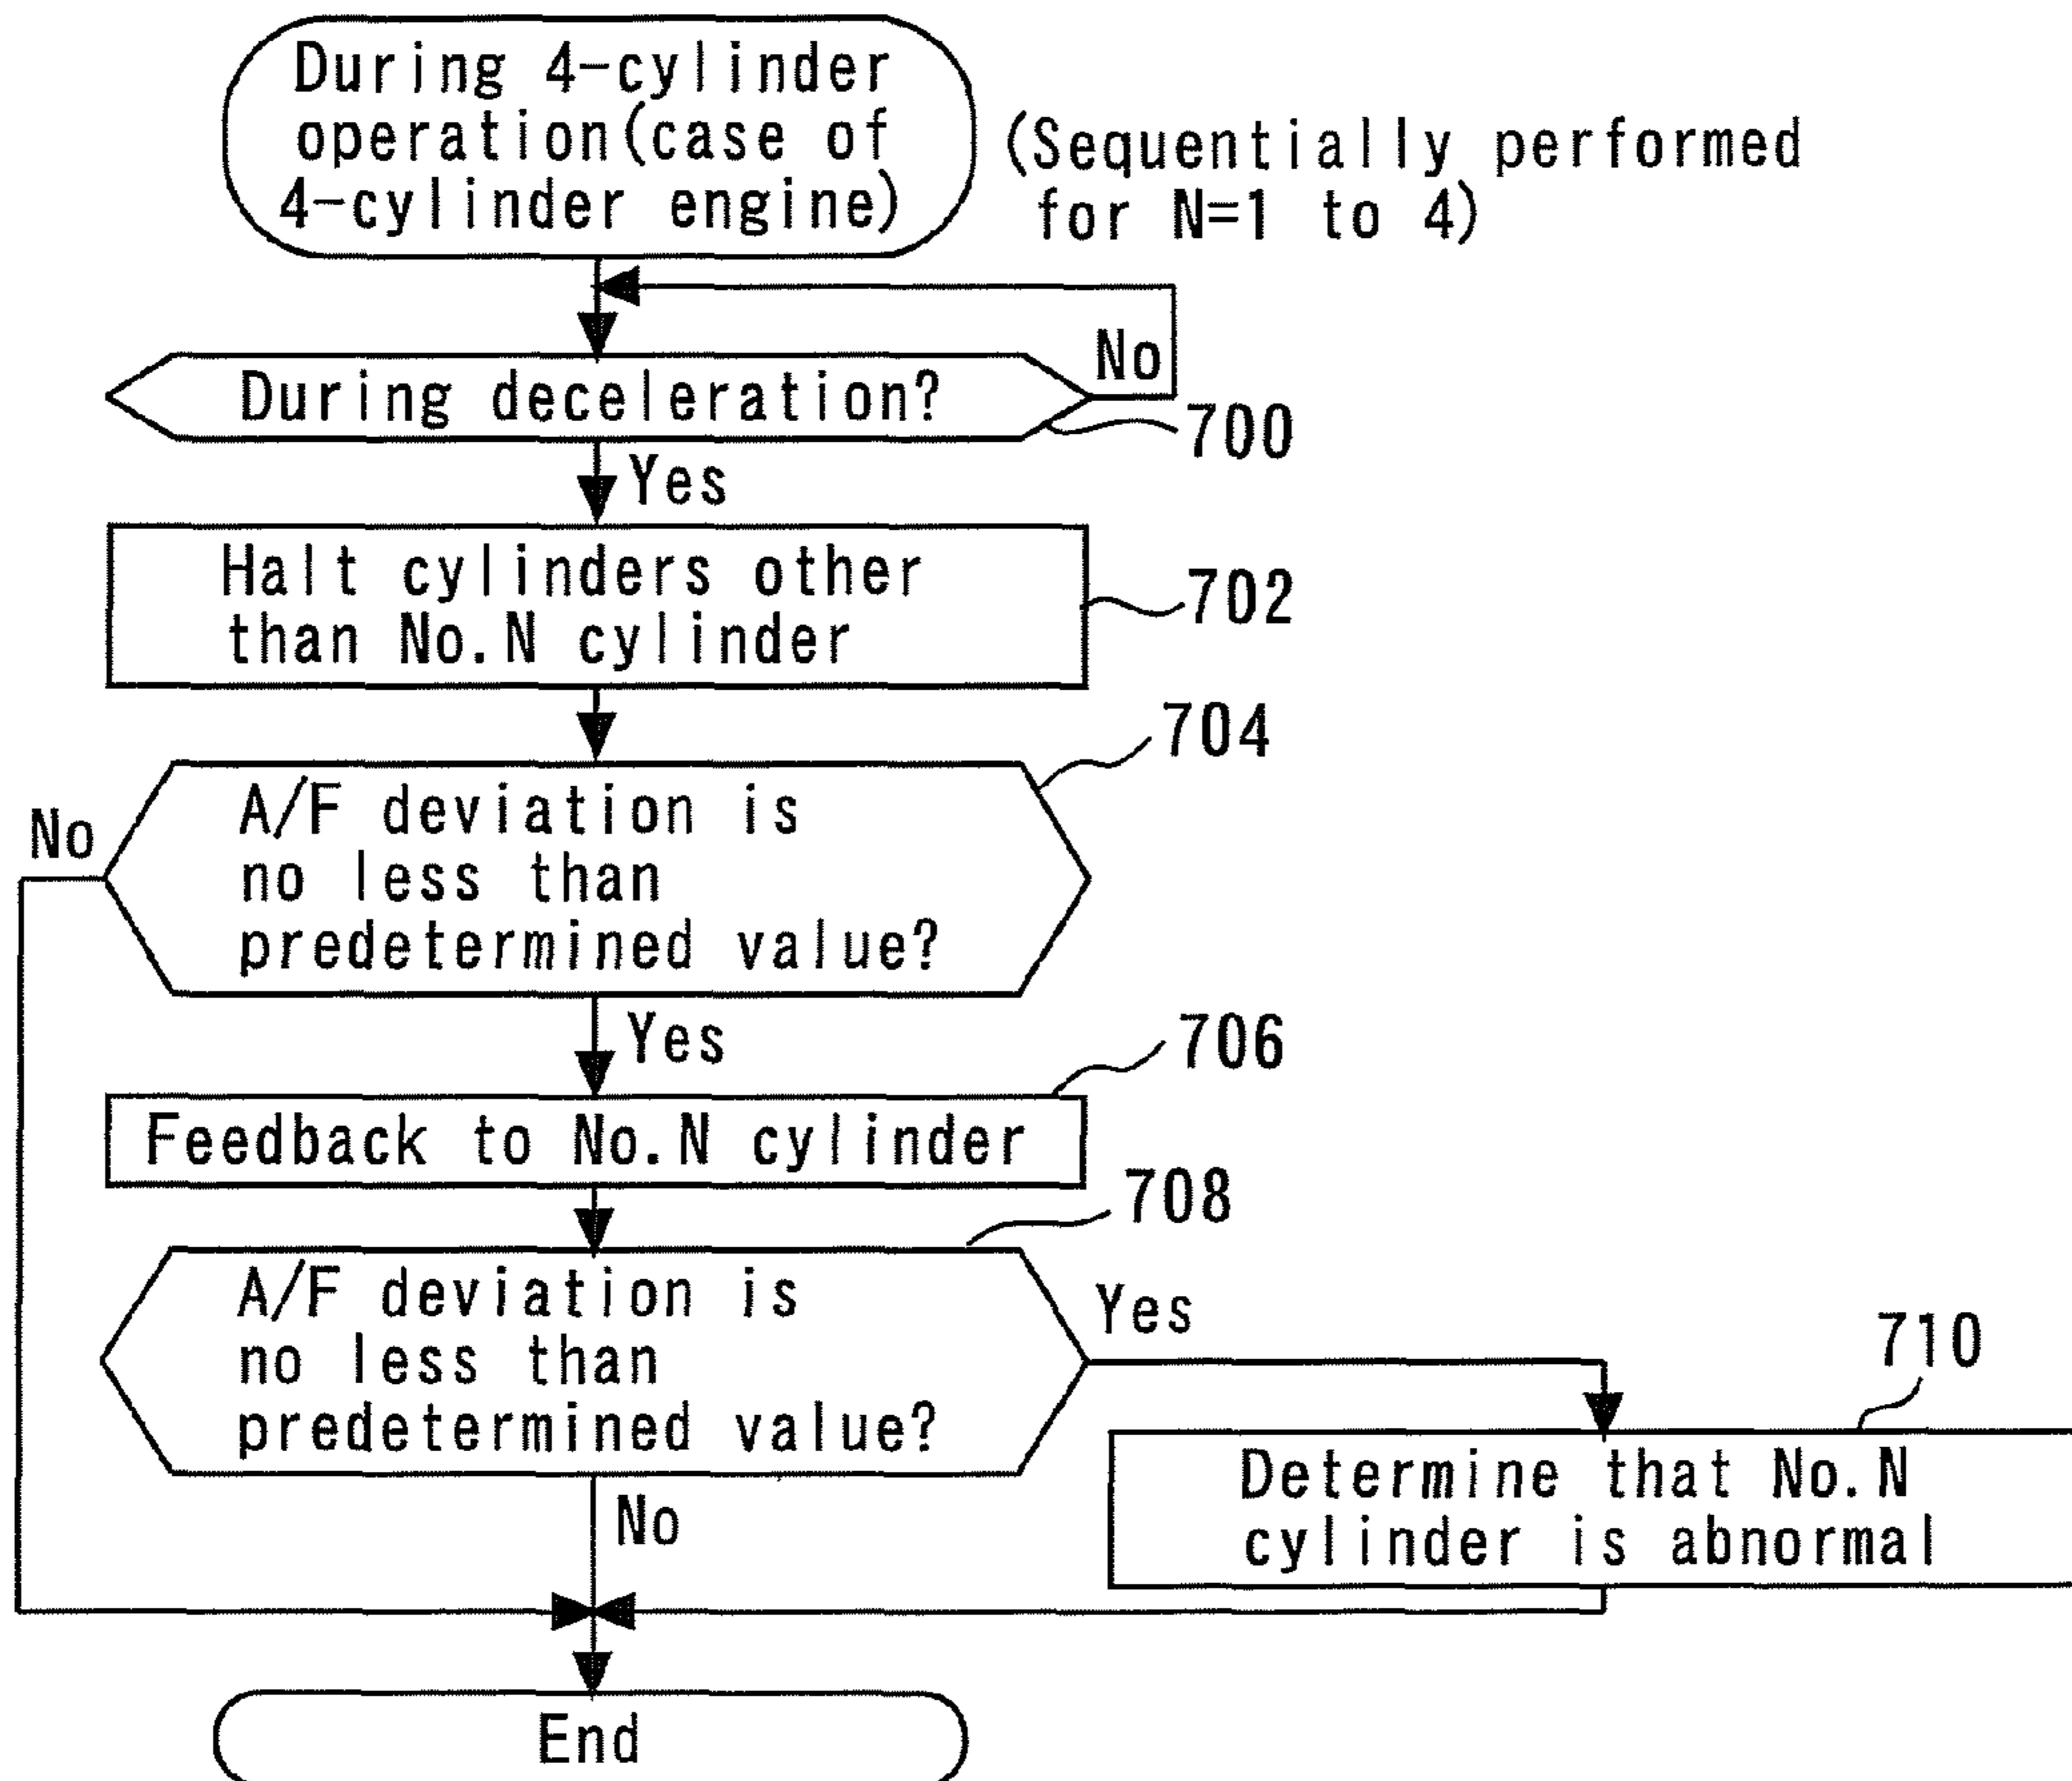 During 4-cylinder
operation(case of
4-cylinder engine)
(Sequentially performed
for N=1 to 4)
No
During deceleration?
700
Yes
Halt cylinders other
than No.N cylinder
702
704
No
A/F deviation is
no less than
predetermined value?
Yes
706
Feedback to No.N cylinder
708
A/F deviation is
no less than
predetermined value?
Yes
710
Determine that No.N
cylinder is abnormal
No
End